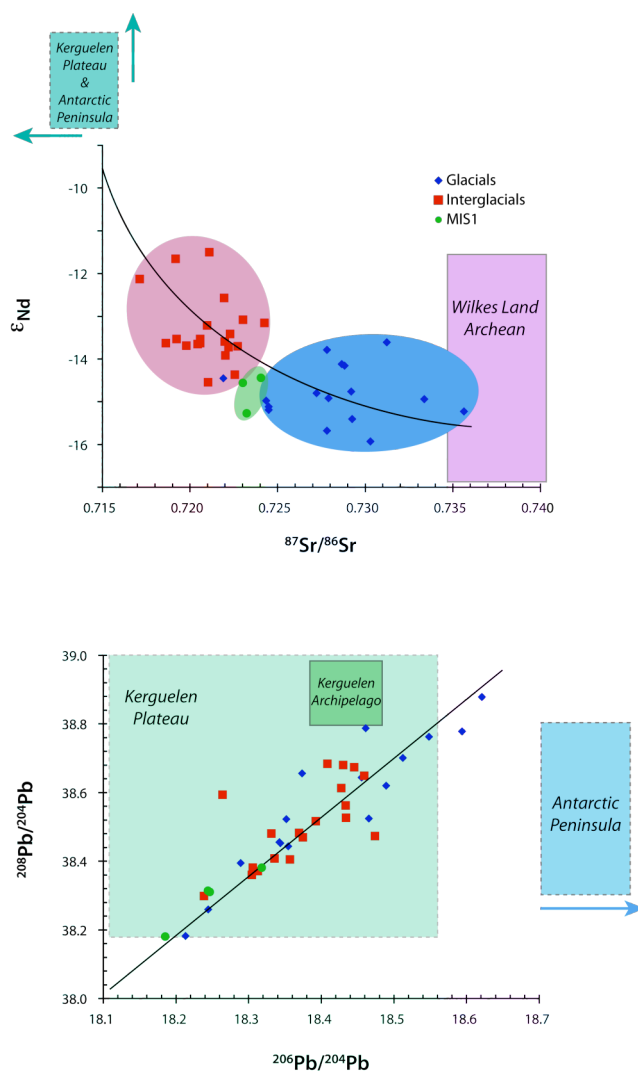 Kerguelen
Plateau
&
Antarctic
Peninsula
-10
-12
-14
-16
εNd
Glacials
Interglacials
MIS1
Wilkes Land
Archean
0.715
0.720
0.725
0.730
0.735
0.740
⁸⁷Sr/⁸⁶Sr
39.0
38.8
38.6
38.4
38.2
38.0
²⁰⁸Pb/²⁰⁴Pb
Kerguelen
Plateau
Kerguelen
Archipelago
Antarctic
Peninsula
18.1
18.2
18.3
18.4
18.5
18.6
18.7
²⁰⁶Pb/²⁰⁴Pb